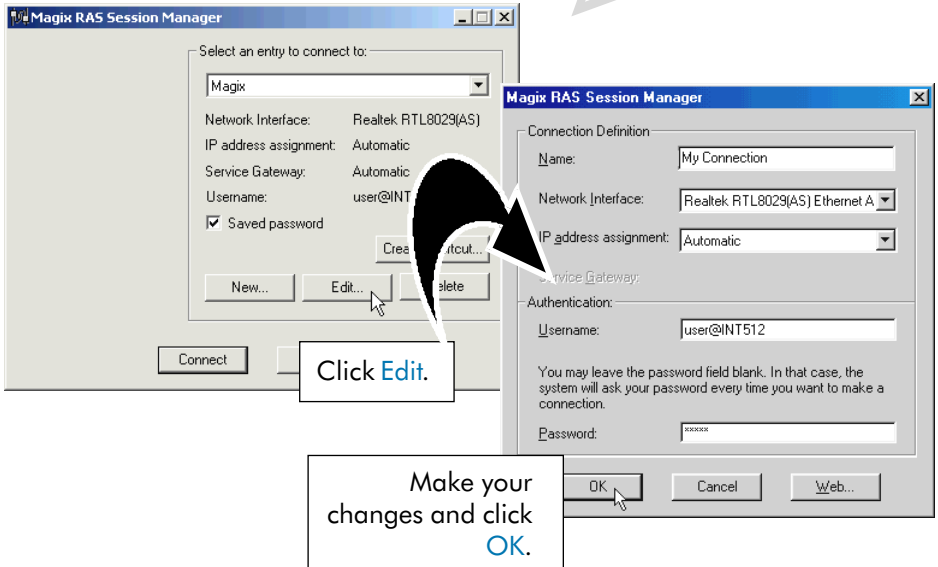 Magix RAS Session Manager
Select an entry to connect to:
Magix
Network Interface: Realtek RTL8029(AS)
IP address assignment: Automatic
Service Gateway: Automatic
Username: user@INT
Saved password
New... Edit...
Connect
Click Edit.
Magix RAS Session Manager
Connection Definition
Name: My Connection
Network Interface: Realtek RTL8029(AS) Ethernet A
IP address assignment: Automatic
Gateway:
Authentication:
Username: user@INT512
You may leave the password field blank. In that case, the
system will ask your password every time you want to make a
connection.
Password: xxxxx
OK Cancel Web...
Make your
changes and click
OK.